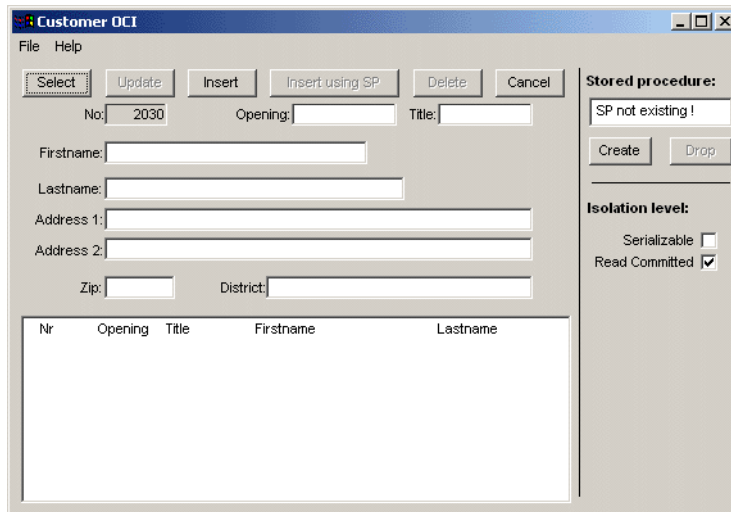 Customer OCI
File Help
Select Update Insert Insert using SP Delete Cancel
No: 2030 Opening: Title:
Firstname:
Lastname:
Address 1:
Address 2:
Zip: District:
Nr Opening Title Firstname Lastname
Stored procedure:
SP not existing !
Create Drop
Isolation level:
Serializable
Read Committed